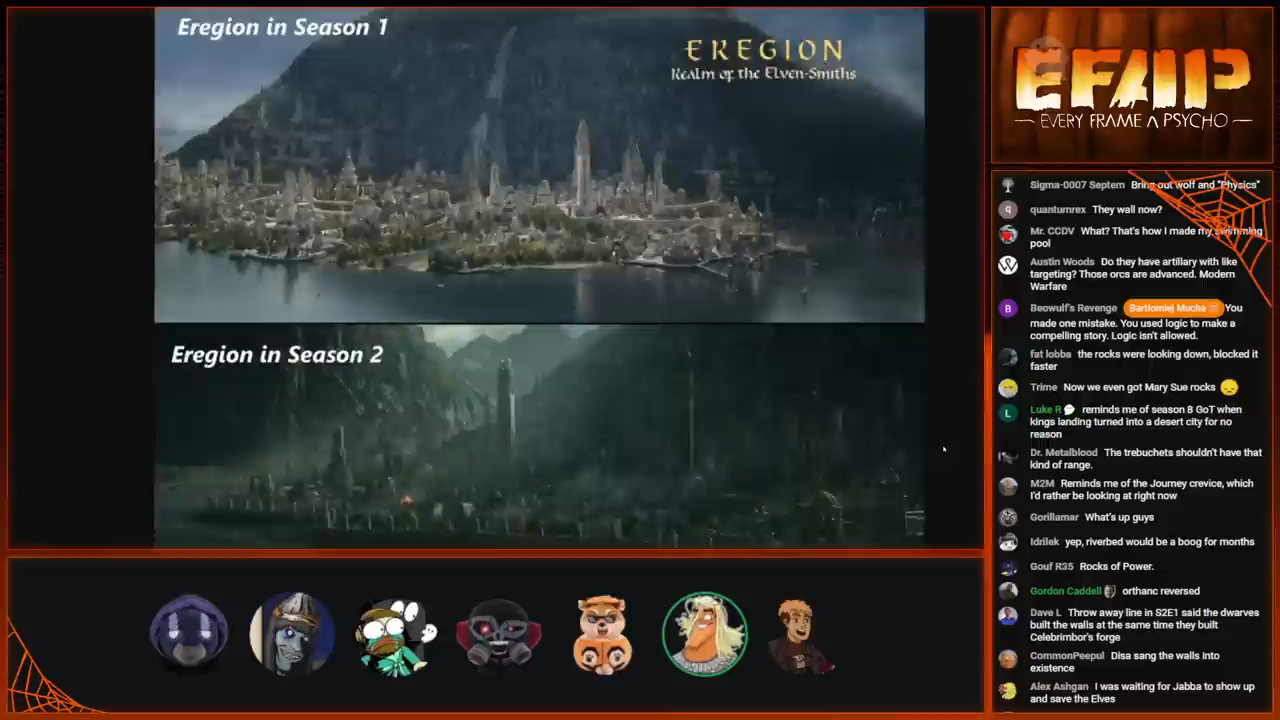 Eregion in Season 1
EREGION
Realm of the Elven-Smiths
Eregion in Season 2
EFAP
EVERY FRAME A PSYCHO
Sigma-0007 Septem Bring out wolf and "Physics"
quantumrex They wall now?
Mr. CCDV What? That's how I made my swimming
pool
Austin Woods Do they have artillary with like
targeting? Those orcs are advanced. Modern
Warfare
Beowulf's Revenge Bartlomiej Mucha You
made one mistake. You used logic to make a
compelling story. Logic isn't allowed.
fat lobba the rocks were looking down, blocked it
faster
Trime Now we even got Mary Sue rocks
Luke R reminds me of season 8 GoT when
kings landing turned into a desert city for no
reason
Dr. Metalblood The trebuchets shouldn't have that
kind of range.
M2M Reminds me of the Journey crevice, which
I'd rather be looking at right now
Gorillamar What's up guys
Idrilek yep, riverbed would be a boog for months
Gouf R35 Rocks of Power.
Gordon Caddell orthanc reversed
Dave L Throw away line in S2E1 said the dwarves
built the walls at the same time they built
Celebrimbor's forge
CommonPeepul Disa sang the walls into
existence
Alex Ashgan I was waiting for Jabba to show up
and save the Elves